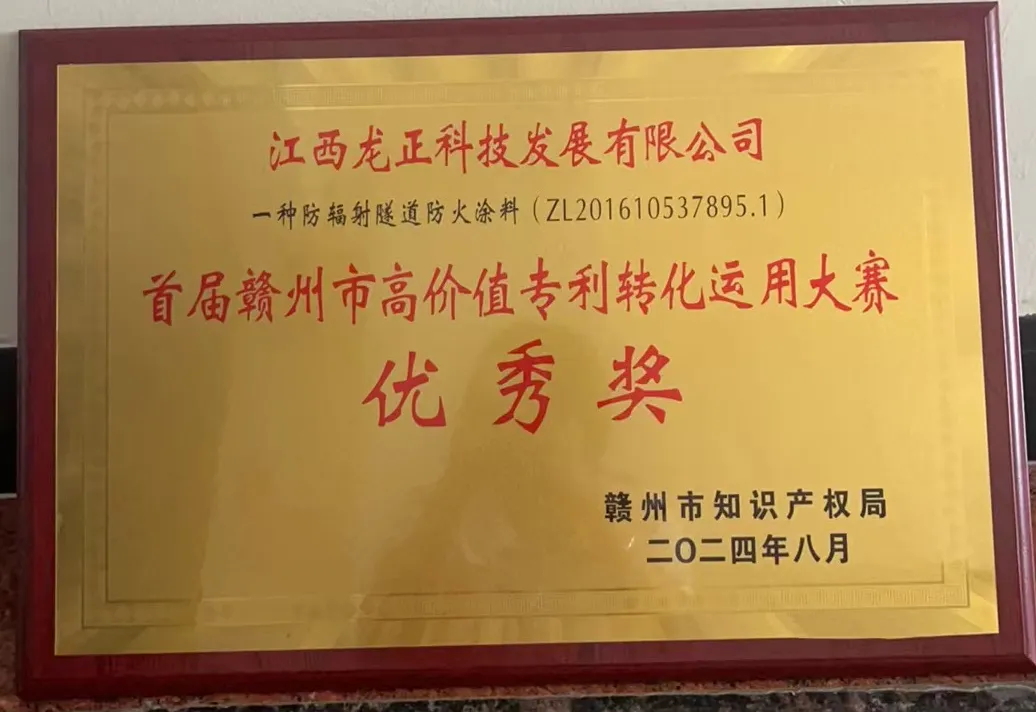 江西龙正科技发展有限公司
一种防辐射隧道防火涂料（ZL201610537895.1）
首届赣州市高价值专利转化运用大赛
优秀奖
赣州市知识产权局
二〇二四年八月